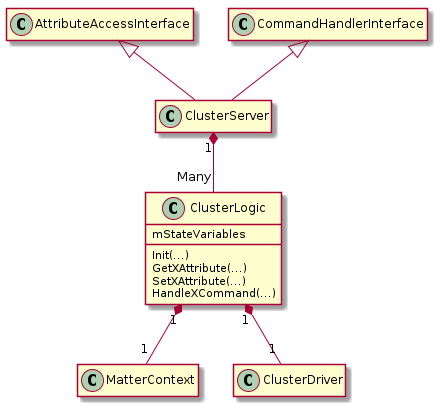 C AttributeAccessInterface
C CommandHandlerInterface
C ClusterServer
1
Many
C ClusterLogic
mStateVariables
Init(...)
GetXAttribute(...)
SetXAttribute(...)
HandleXCommand(...)
1 1
1 1
C MatterContext
C ClusterDriver